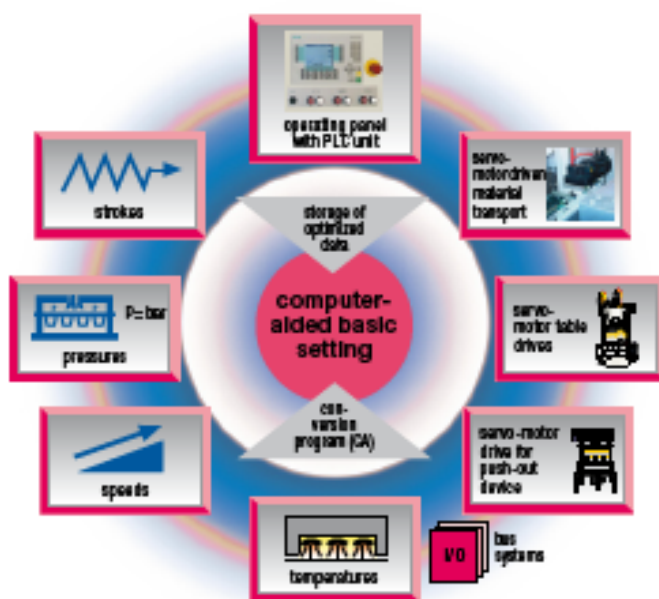 operating panel
with PLC unit
strokes
servo-
motor driven
material
transport
storage of
optimized
data
P=bar
pressures
computer-
aided basic
setting
servo-
motor table
drives
con-
version
program (CA)
speeds
servo-motor
drive for
push-out
device
temperatures
I/O
bus
systems